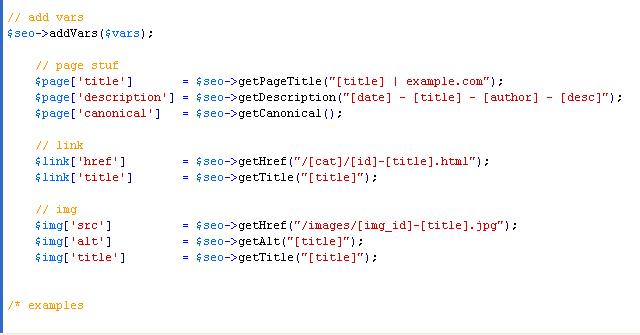 // add vars
$seo->addVars($vars);
// page stuf
$page['title'] = $seo->getPageTitle("[title] | example.com");
$page['description'] = $seo->getDescription("[date] - [title] - [author] - [desc]");
$page['canonical'] = $seo->getCanonical();
// link
$link['href'] = $seo->getHref("/[cat]/[id]-[title].html");
$link['title'] = $seo->getTitle("[title]");
// img
$img['src'] = $seo->getHref("/images/[img_id]-[title].jpg");
$img['alt'] = $seo->getAlt("[title]");
$img['title'] = $seo->getTitle("[title]");
/* examples